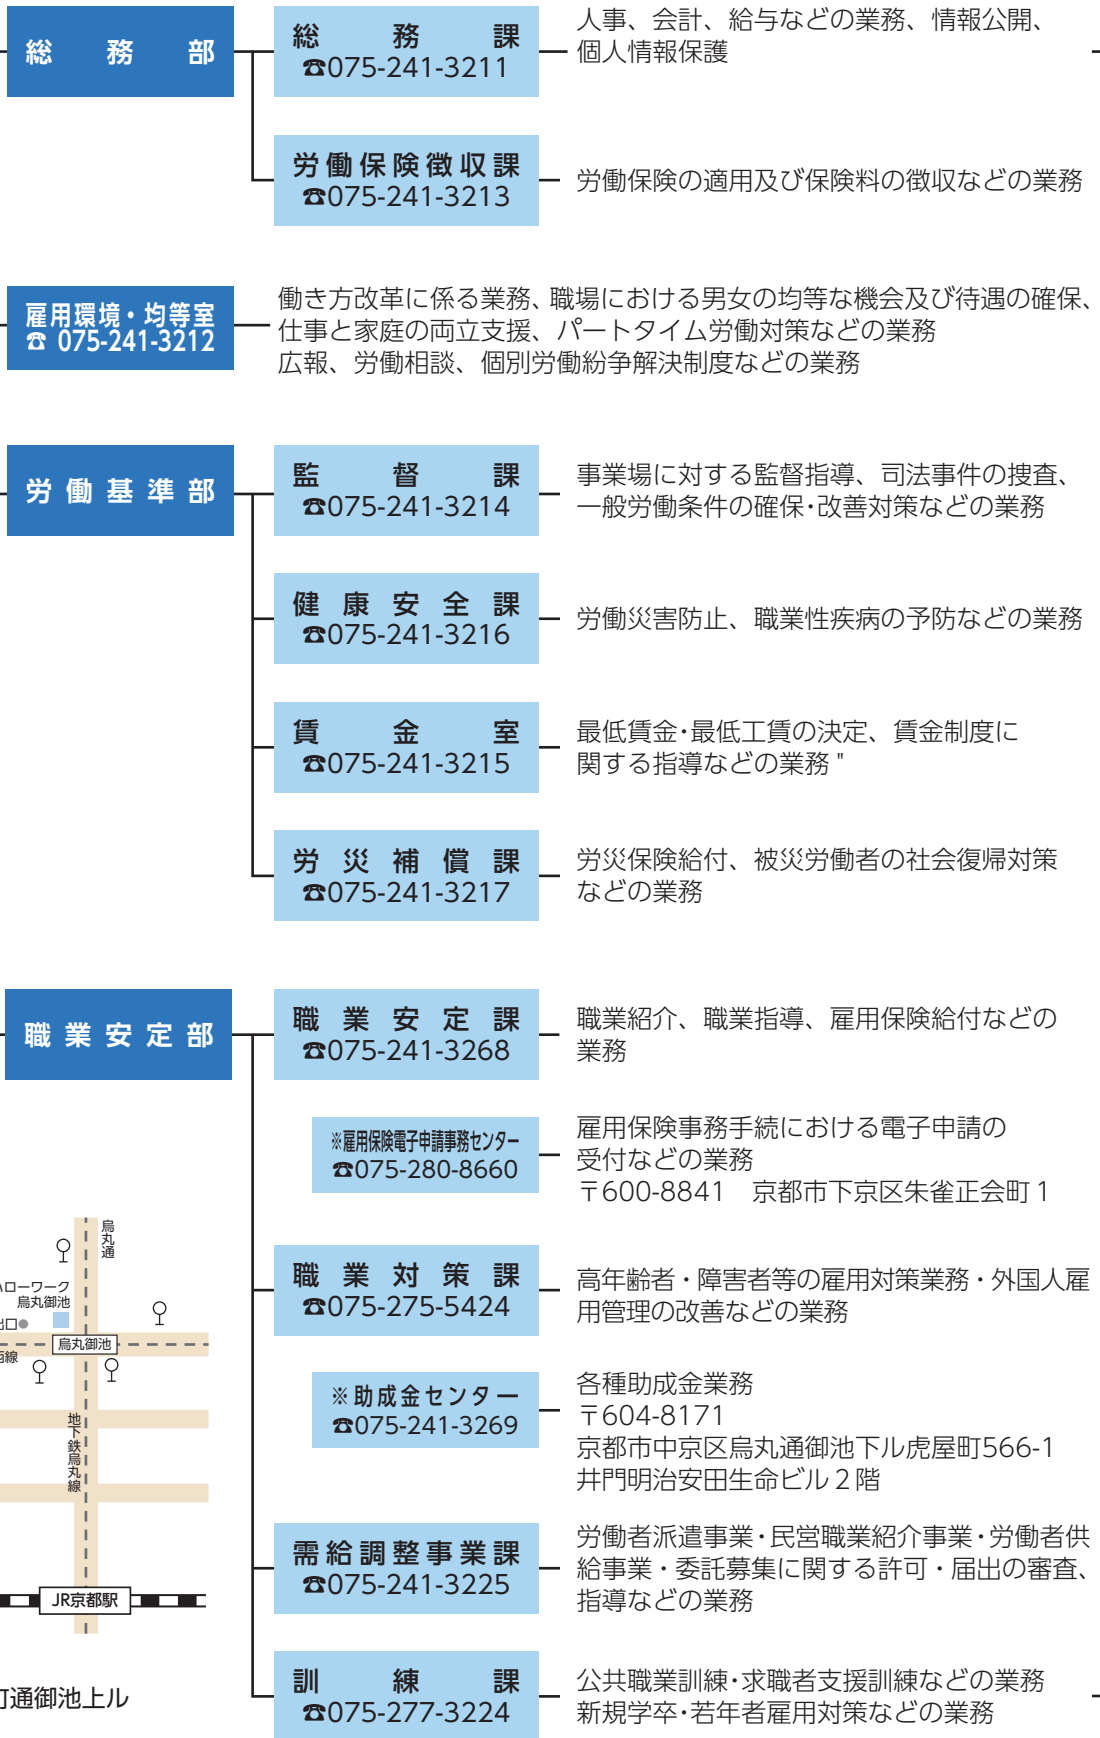 総務部
総務課
☎075-241-3211
人事、会計、給与などの業務、情報公開、
個人情報保護
労働保険徴収課
☎075-241-3213
労働保険の適用及び保険料の徴収などの業務
雇用環境・均等室
☎ 075-241-3212
働き方改革に係る業務、職場における男女の均等な機会及び待遇の確保、
仕事と家庭の両立支援、パートタイム労働対策などの業務
広報、労働相談、個別労働紛争解決制度などの業務
労働基準部
監督課
☎075-241-3214
事業場に対する監督指導、司法事件の捜査、
一般労働条件の確保・改善対策などの業務
健康安全課
☎075-241-3216
労働災害防止、職業性疾病の予防などの業務
賃金室
☎075-241-3215
最低賃金・最低工賃の決定、賃金制度に
関する指導などの業務 "
労災補償課
☎075-241-3217
労災保険給付、被災労働者の社会復帰対策
などの業務
職業安定部
職業安定課
☎075-241-3268
職業紹介、職業指導、雇用保険給付などの
業務
※雇用保険電子申請事務センター
☎075-280-8660
雇用保険事務手続における電子申請の
受付などの業務
〒600-8841　京都市下京区朱雀正会町1
職業対策課
☎075-275-5424
高年齢者・障害者等の雇用対策業務・外国人雇
用管理の改善などの業務
※助成金センター
☎075-241-3269
各種助成金業務
〒604-8171
京都市中京区烏丸通御池下ル虎屋町566-1
井門明治安田生命ビル2階
需給調整事業課
☎075-241-3225
労働者派遣事業・民営職業紹介事業・労働者供
給事業・委託募集に関する許可・届出の審査、
指導などの業務
訓練課
☎075-277-3224
公共職業訓練・求職者支援訓練などの業務
新規学卒・若年者雇用対策などの業務
烏丸通
ハローワーク
烏丸御池
出口
烏丸御池
線
地下鉄烏丸線
JR京都駅
町通御池上ル